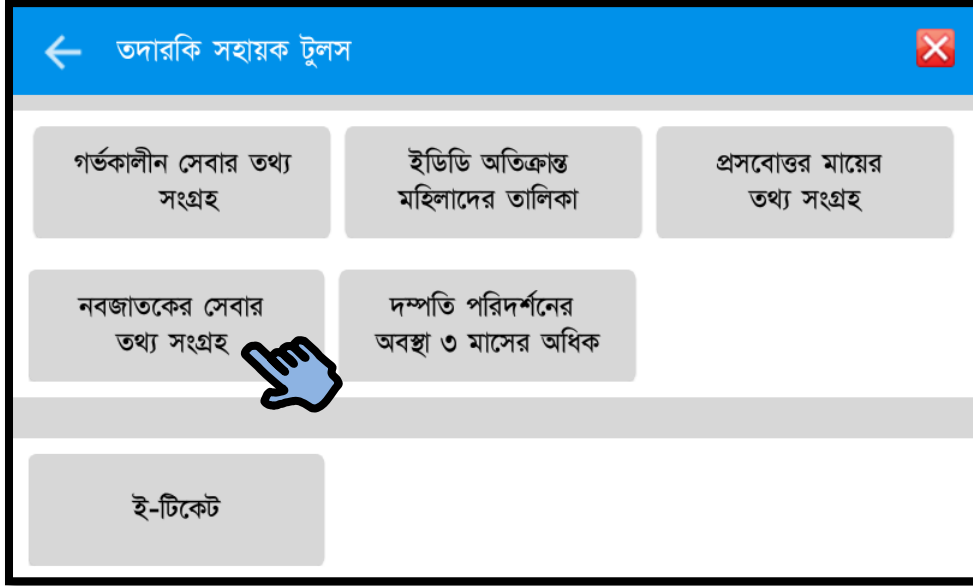 তদারকি সহায়ক টুলস
গর্ভকালীন সেবার তথ্য
সংগ্রহ
ইডিডি অতিক্রান্ত
মহিলাদের তালিকা
প্রসবোত্তর মায়ের
তথ্য সংগ্রহ
নবজাতকের সেবার
তথ্য সংগ্রহ
দম্পতি পরিদর্শনের
অবস্থা ৩ মাসের অধিক
ই-টিকেট